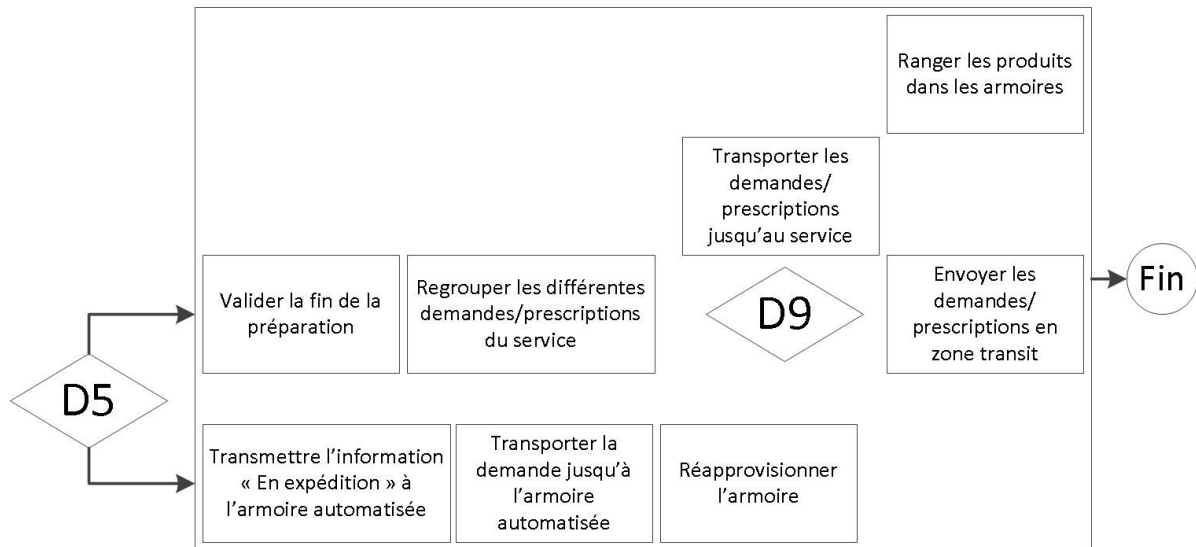 Ranger les produits
dans les armoires
Transporter les
demandes/
prescriptions
jusqu'au service
Valider la fin de la
préparation
Regrouper les différentes
demandes/prescriptions
du service
D9
Envoyer les
demandes/
prescriptions en
zone transit
Fin
D5
Transmettre l'information
« En expédition » à
l'armoire automatisée
Transporter la
demande jusqu'à
l'armoire
automatisée
Réapprovisionner
l'armoire